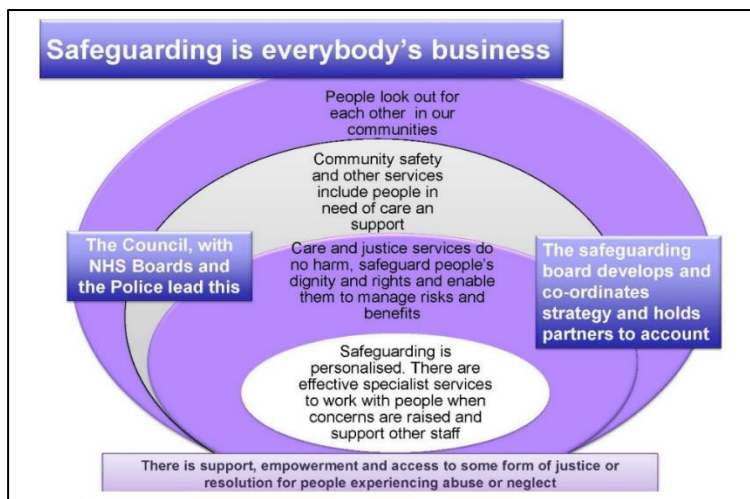 Safeguarding is everybody's business
People look out for
each other in our
communities
Community safety
and other services
include people in
need of care an
support
The Council, with
NHS Boards and
the Police lead this
Care and justice services do
no harm, safeguard people's
dignity and rights and enable
them to manage risks and
benefits
The safeguarding
board develops and
co-ordinates
strategy and holds
partners to account
Safeguarding is
personalised. There are
effective specialist services
to work with people when
concerns are raised and
support other staff
There is support, empowerment and access to some form of justice or
resolution for people experiencing abuse or neglect